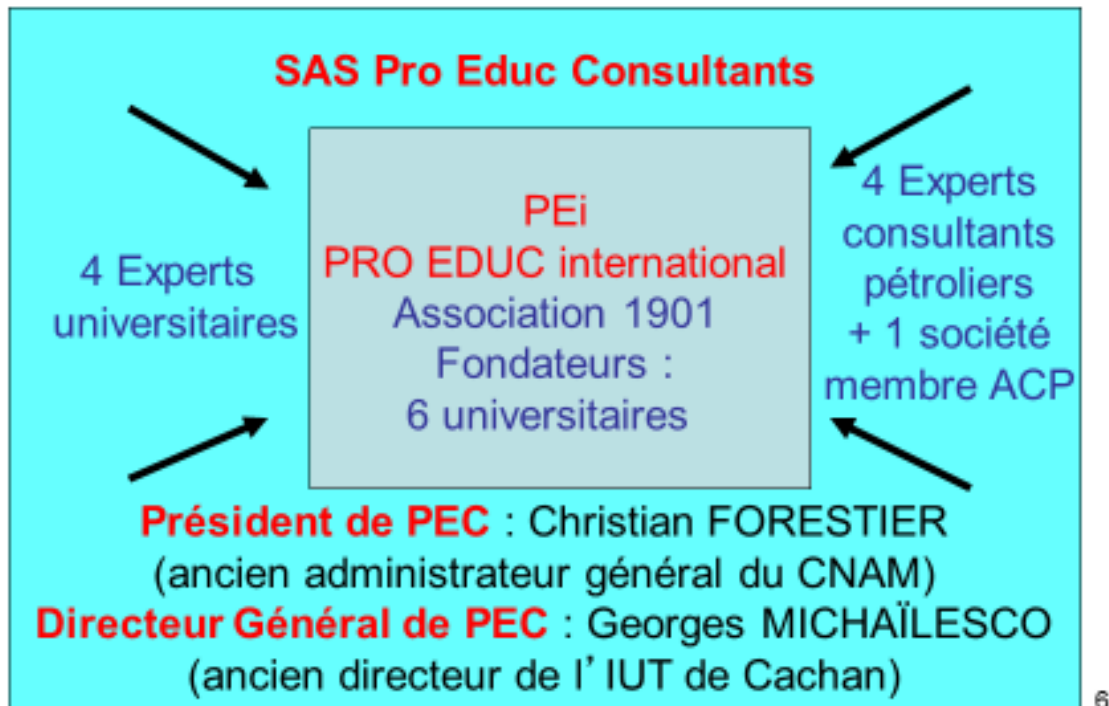 SAS Pro Educ Consultants
4 Experts
universitaires
PEi
PRO EDUC international
Association 1901
Fondateurs :
6 universitaires
4 Experts
consultants
pétroliers
+ 1 société
membre ACP
Président de PEC : Christian FORESTIER
(ancien administrateur général du CNAM)
Directeur Général de PEC : Georges MICHAÏLESCO
(ancien directeur de l’IUT de Cachan)
6